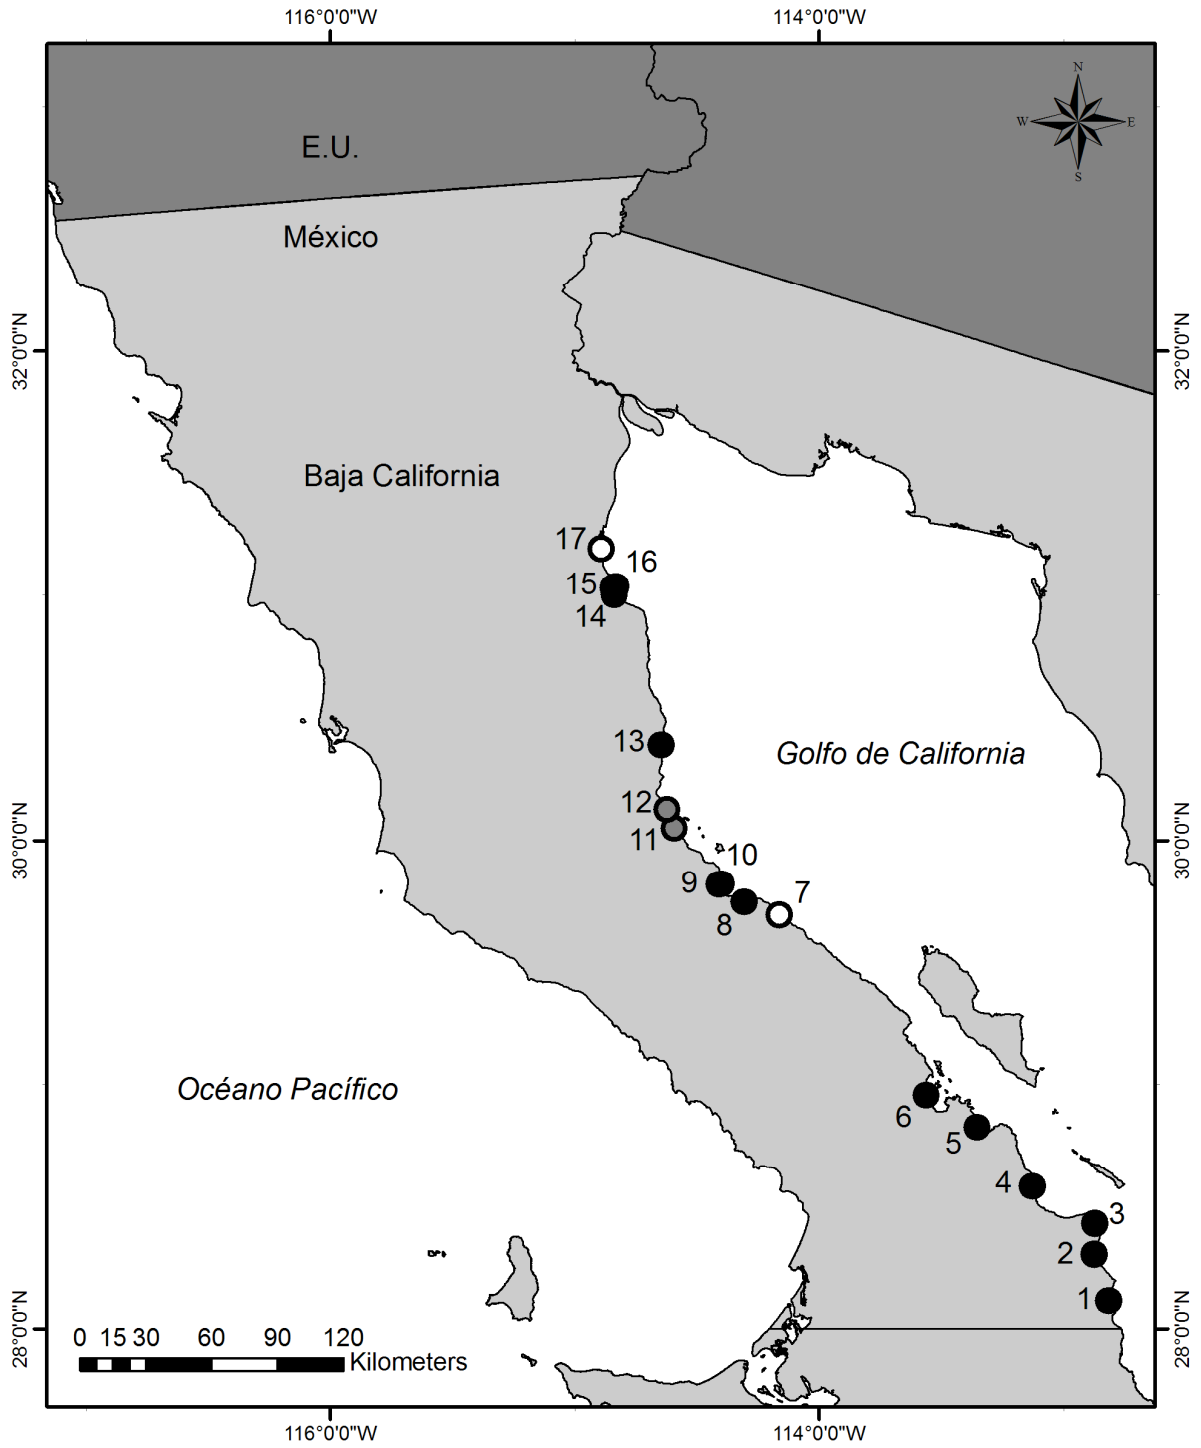 116°0'0"W
114°0'0"W
N
W
E
S
E.U.
México
32°0'0"N
32°0'0"N
Baja California
17
16
15
14
13
Golfo de California
12
11
30°0'0"N
30°0'0"N
10
9
7
8
Océano Pacífico
6
5
4
3
2
1
28°0'0"N
28°0'0"N
0 15 30 60 90 120
Kilometers
116°0'0"W
114°0'0"W